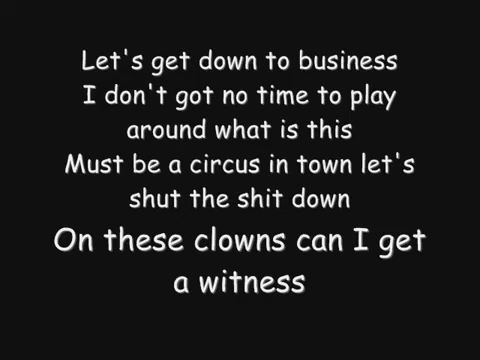 Let's get down to business
I don't got no time to play
around what is this
Must be a circus in town let's
shut the shit down
On these clowns can I get
a witness